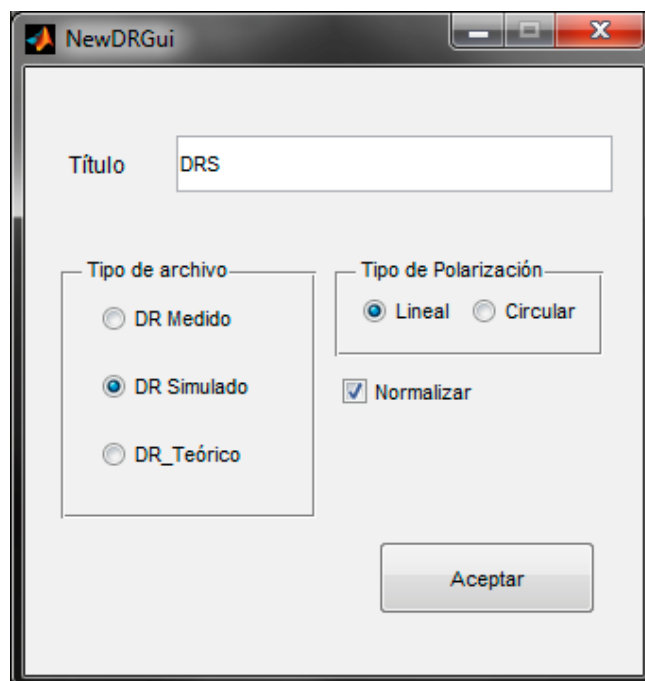 NewDRGui
Título DRS
Tipo de archivo
DR Medido
DR Simulado
DR_Teórico
Tipo de Polarización
Lineal Circular
Normalizar
Aceptar